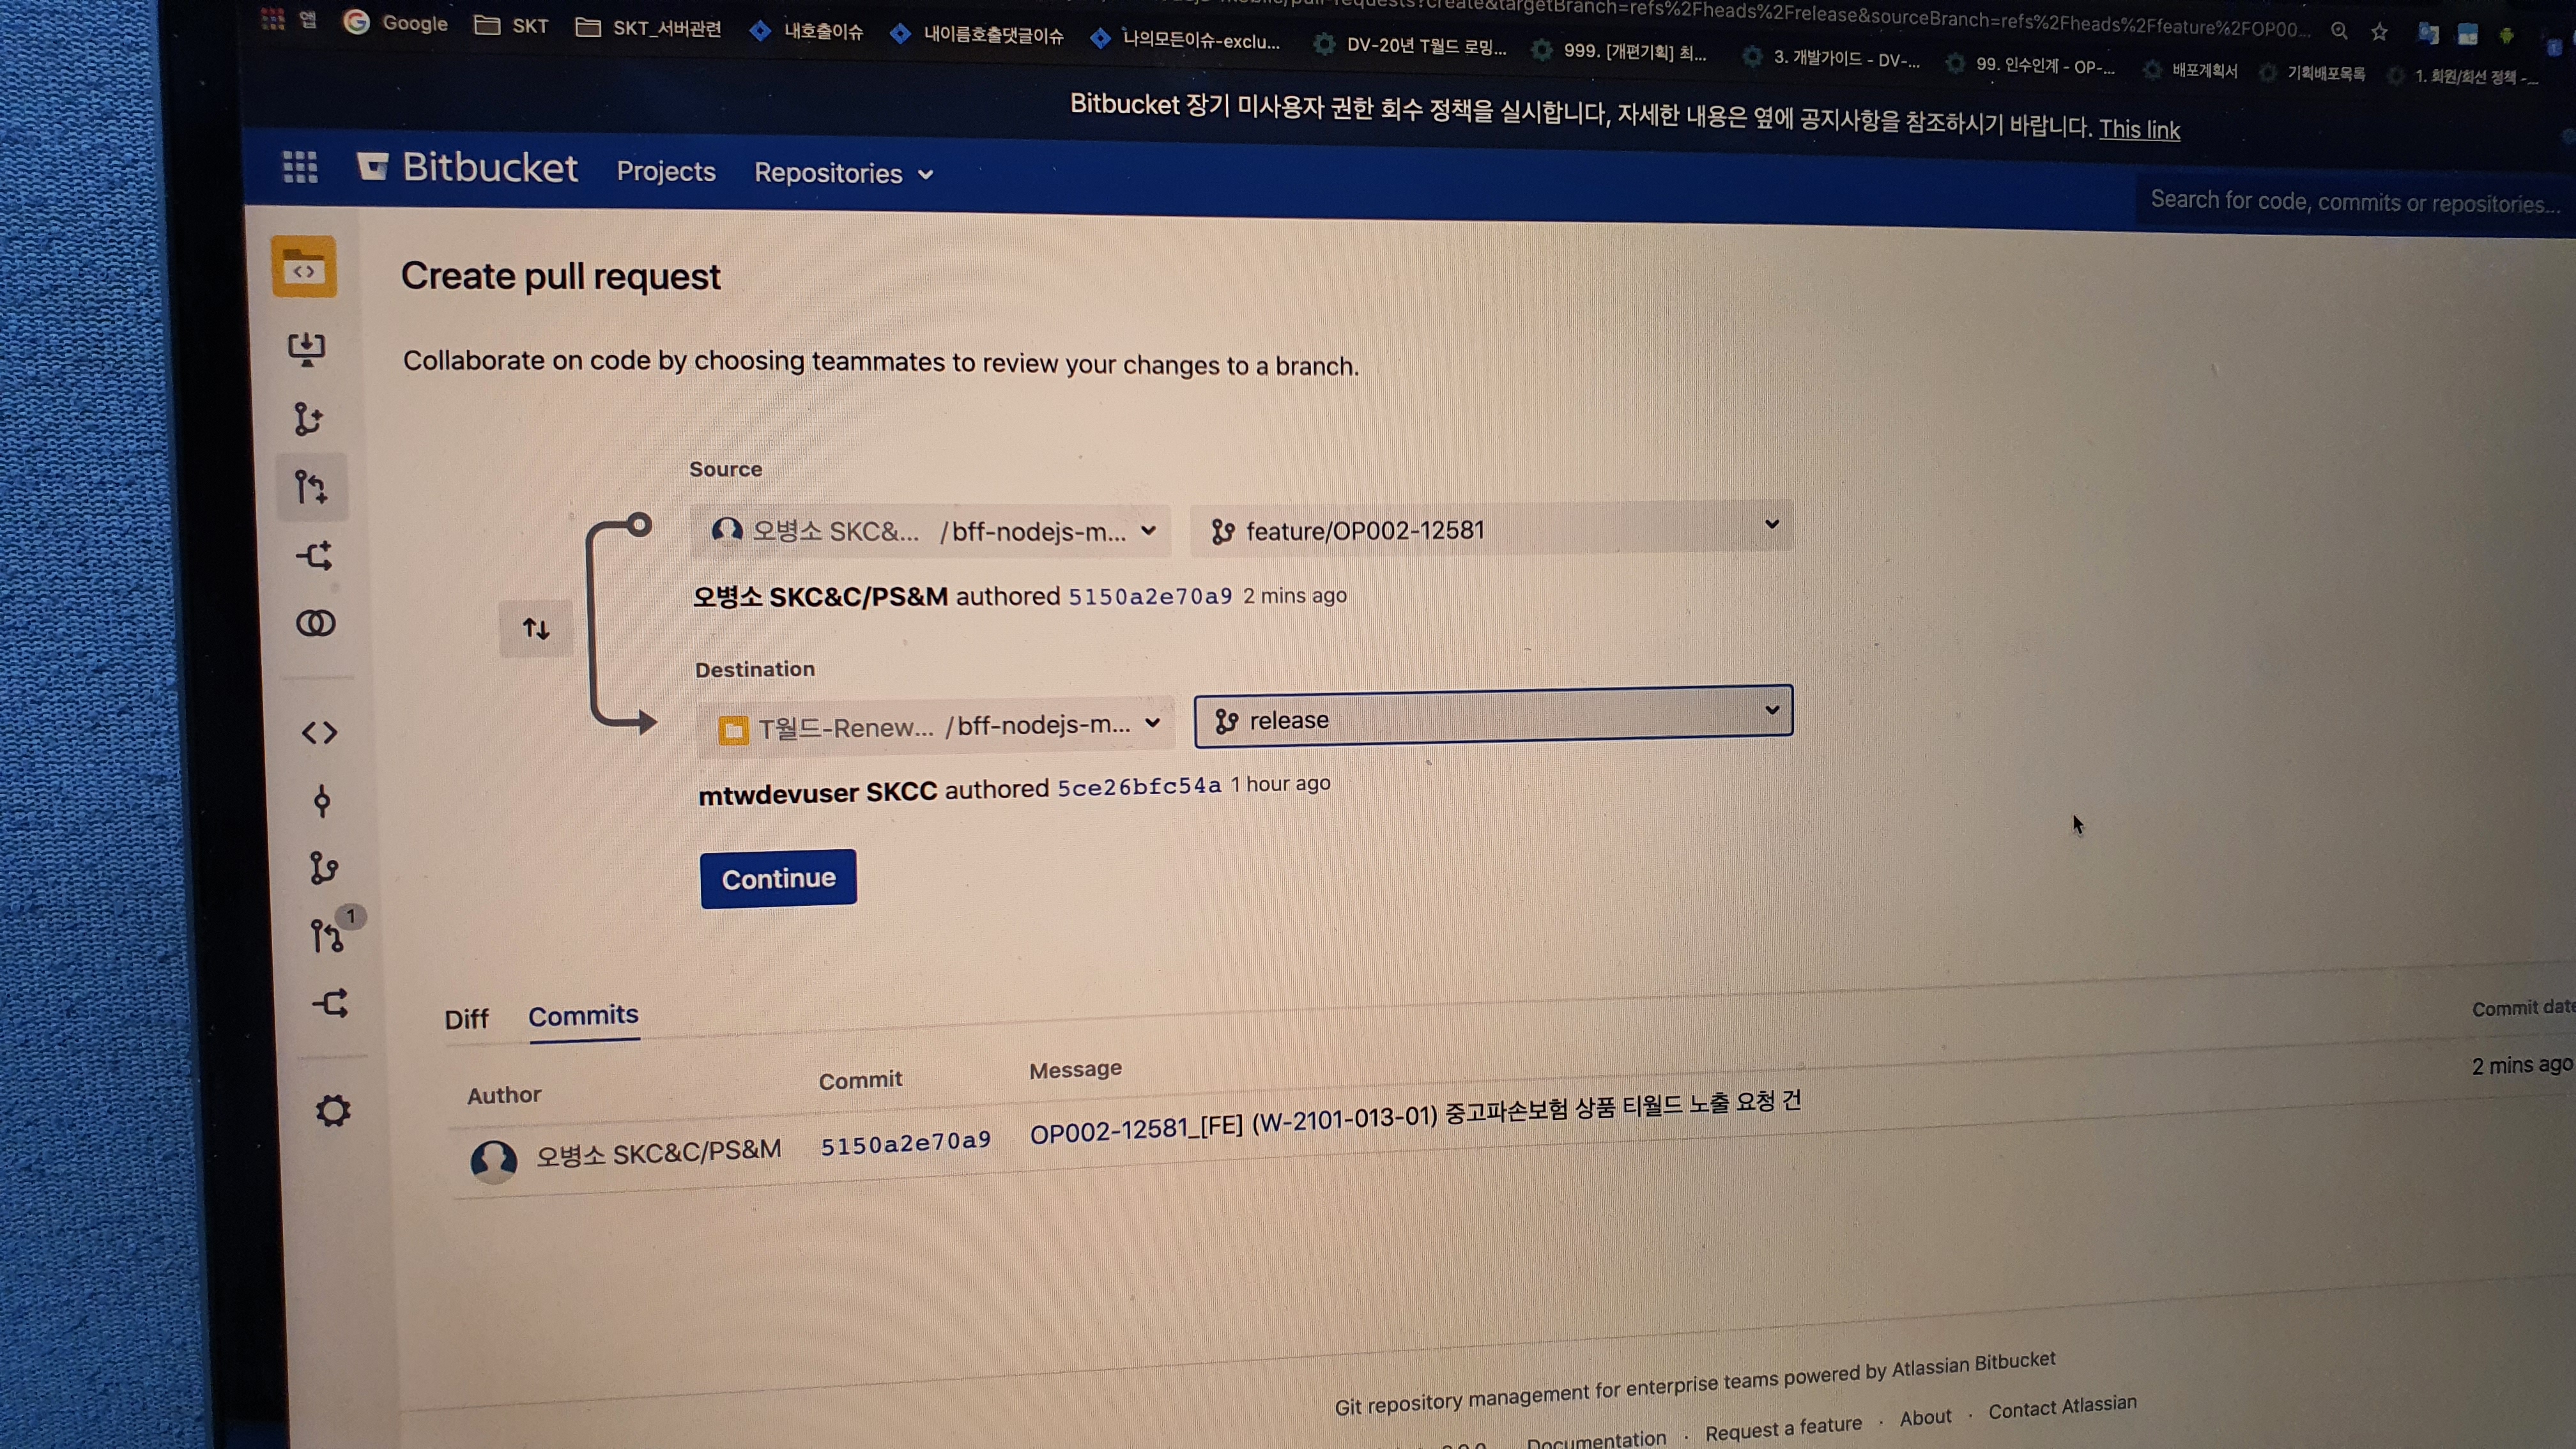 create&targetBranch=refs%2Fheads%2Frelease&sourceBranch=refs%2Fheads%2Ffeature%2FOP00...
앱 Google SKT SKT_서버관련 내호출이슈 내이름호출댓글이슈 나의모든이슈-exclu... DV-20년 T월드 로밍... 999. [개편기획] 최... 3. 개발가이드 - DV-... 99. 인수인계 - OP-... 배포계획서 기획배포목록 1. 회원/회선 정책 -...
Bitbucket 장기 미사용자 권한 회수 정책을 실시합니다, 자세한 내용은 옆에 공지사항을 참조하시기 바랍니다. This link
Bitbucket Projects Repositories
Search for code, commits or repositories...
Create pull request
Collaborate on code by choosing teammates to review your changes to a branch.
Source
오병소 SKC&... /bff-nodejs-m... feature/OP002-12581
오병소 SKC&C/PS&M authored 5150a2e70a9 2 mins ago
Destination
T월드-Renew... /bff-nodejs-m... release
mtwdevuser SKCC authored 5ce26bfc54a 1 hour ago
Continue
1
Diff Commits
Author Commit Message Commit date
오병소 SKC&C/PS&M 5150a2e70a9 OP002-12581_[FE] (W-2101-013-01) 중고파손보험 상품 티월드 노출 요청 건 2 mins ago
Git repository management for enterprise teams powered by Atlassian Bitbucket
Documentation · Request a feature · About · Contact Atlassian